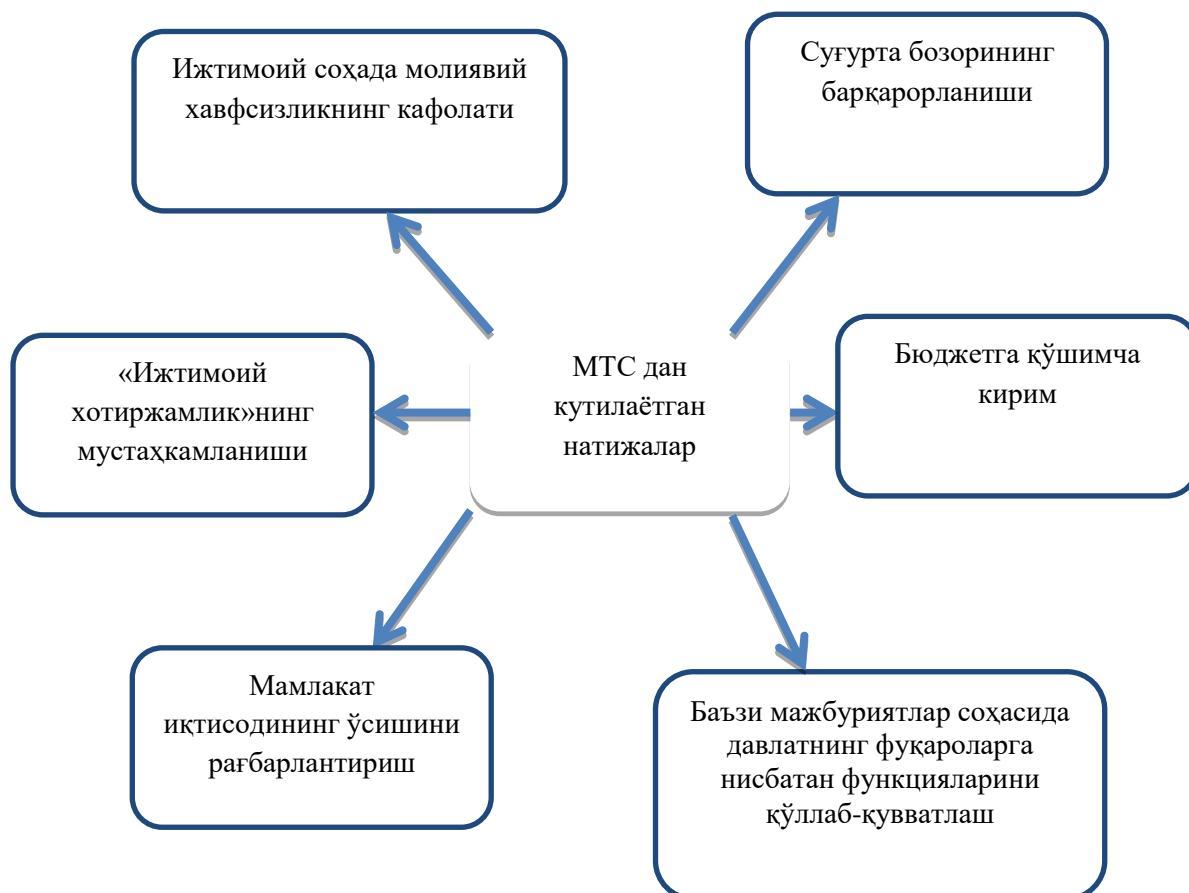 Ижтимоий соҳада молиявий
хавфсизликнинг кафолати
Суғурта бозорининг
барқарорланиши
«Ижтимоий
хотиржамлик»нинг
мустаҳкамланиши
МТС дан
кутилаётган
натижалар
Бюджетга қўшимча
кирим
Мамлакат
иқтисодининг ўсишини
рағбарлантириш
Баъзи мажбуриятлар соҳасида
давлатнинг фуқароларга
нисбатан функцияларини
қўллаб-қувватлаш